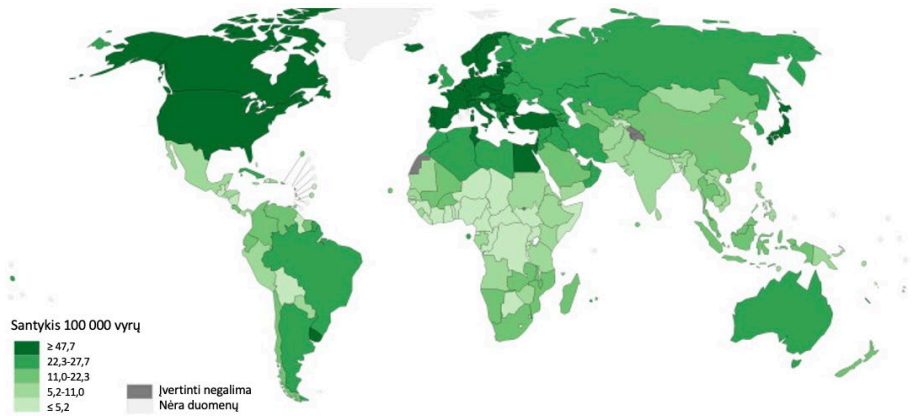 Santykis 100 000 vyrų
≥ 47,7
22,3-27,7
11,0-22,3
5,2-11,0
≤ 5,2
Įvertinti negalima
Nėra duomenų